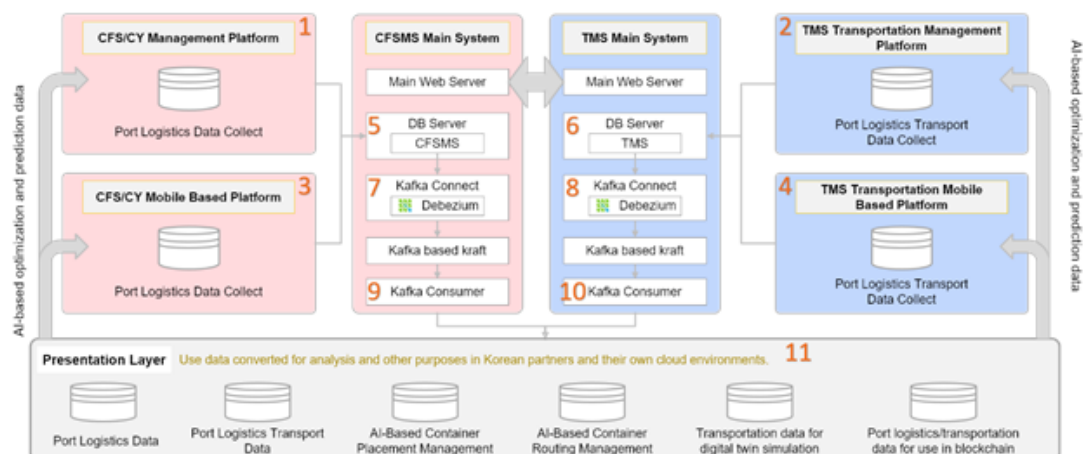 1
CFS/CY Management Platform
Port Logistics Data Collect
3
CFS/CY Mobile Based Platform
Port Logistics Data Collect
AI-based optimization and prediction data
CFSMS Main System
Main Web Server
5
DB Server
CFSMS
7
Kafka Connect
Debezium
Kafka based kraft
9
Kafka Consumer
TMS Main System
Main Web Server
6
DB Server
TMS
8
Kafka Connect
Debezium
Kafka based kraft
10
Kafka Consumer
2
TMS Transportation Management
Platform
Port Logistics Transport
Data Collect
4
TMS Transportation Mobile
Based Platform
Port Logistics Transport
Data Collect
AI-based optimization and prediction data
Presentation Layer
Use data converted for analysis and other purposes in Korean partners and their own cloud environments.
11
Port Logistics Data
Port Logistics Transport
Data
AI-Based Container
Placement Management
AI-Based Container
Routing Management
Transportation data for
digital twin simulation
Port logistics/transportation
data for use in blockchain